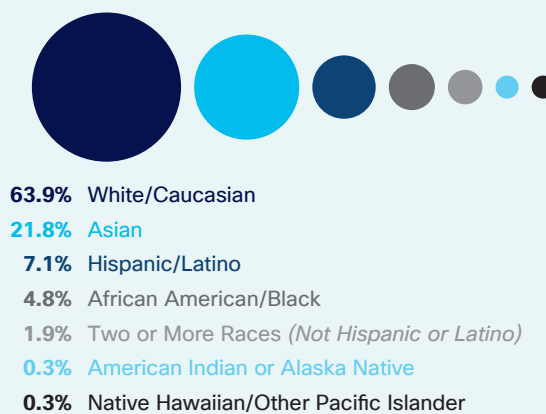 63.9% White/Caucasian
21.8% Asian
7.1% Hispanic/Latino
4.8% African American/Black
1.9% Two or More Races (Not Hispanic or Latino)
0.3% American Indian or Alaska Native
0.3% Native Hawaiian/Other Pacific Islander